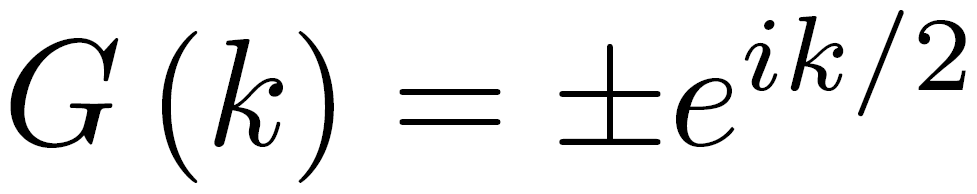 G (k) = ±e^{ik/2}